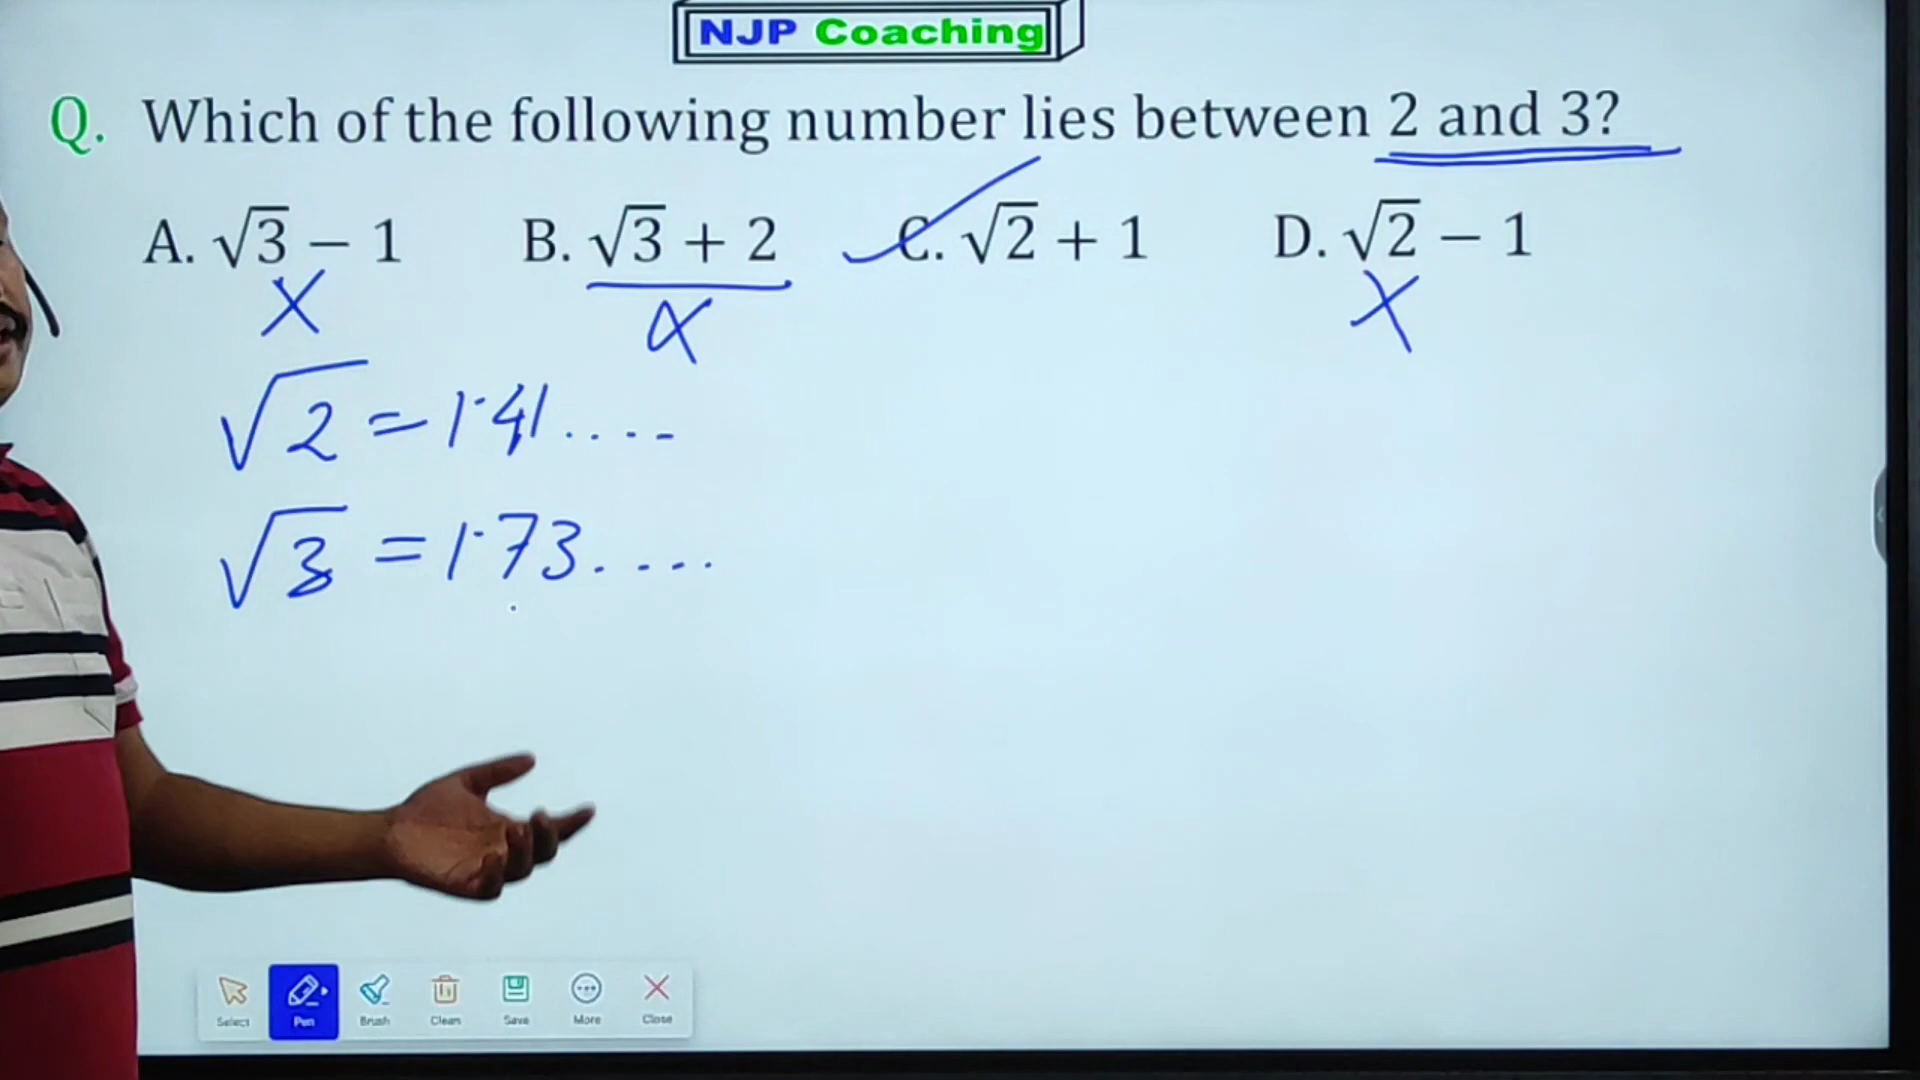 NJP Coaching
Q. Which of the following number lies between 2 and 3?
A. √3 − 1 B. √3 + 2 C. √2 + 1 D. √2 − 1
√2 = 1·41....
√3 = 1·73....
Select Pen Brush Clean Save More Close